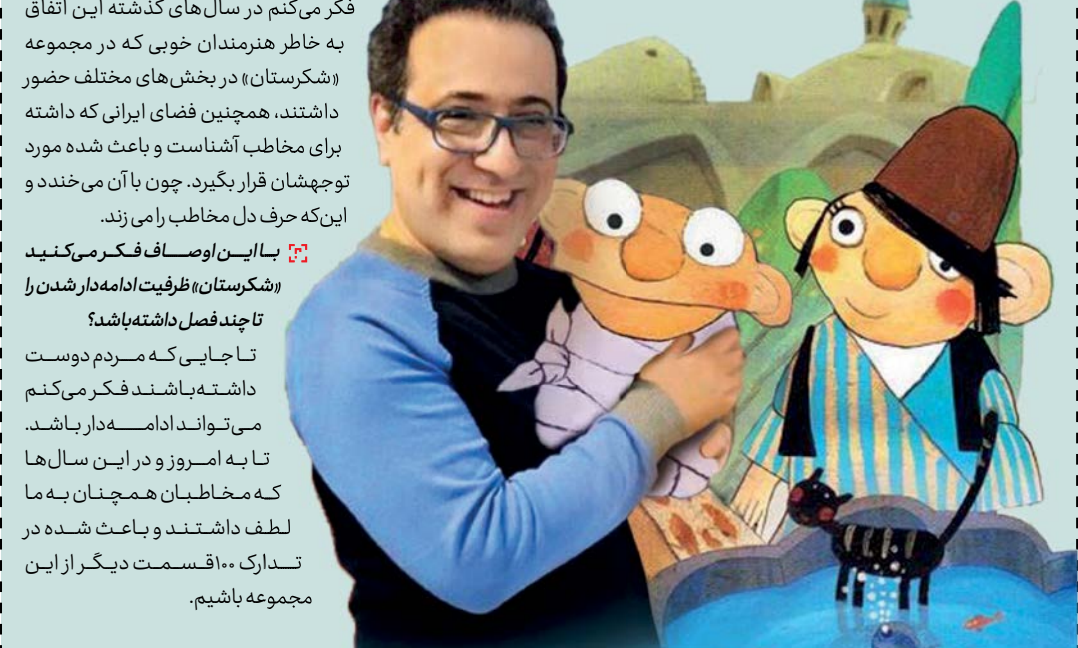 فکر می‌کنم در سال‌های گذشته این اتفاق
به خاطر هنرمندان خوبی که در مجموعه
«شکرستان» در بخش‌های مختلف حضور
داشتند، همچنین فضای ایرانی که داشته
برای مخاطب آشناست و باعث شده مورد
توجهشان قرار بگیرد. چون با آن می‌خندد و
این‌که حرف دل مخاطب را می‌زند.
با این اوصاف فکر می‌کنید
«شکرستان» ظرفیت ادامه‌دار شدن را
تا چند فصل داشته باشد؟
تا جایی که مردم دوست
داشته‌باشند فکر می‌کنم
می‌تواند ادامه‌دار باشد.
تا به امروز و در این سال‌ها
که مخاطبان همچنان به ما
لطف داشتند و باعث شده در
تدارک ۱۰۰ قسمت دیگر از این
مجموعه باشیم.